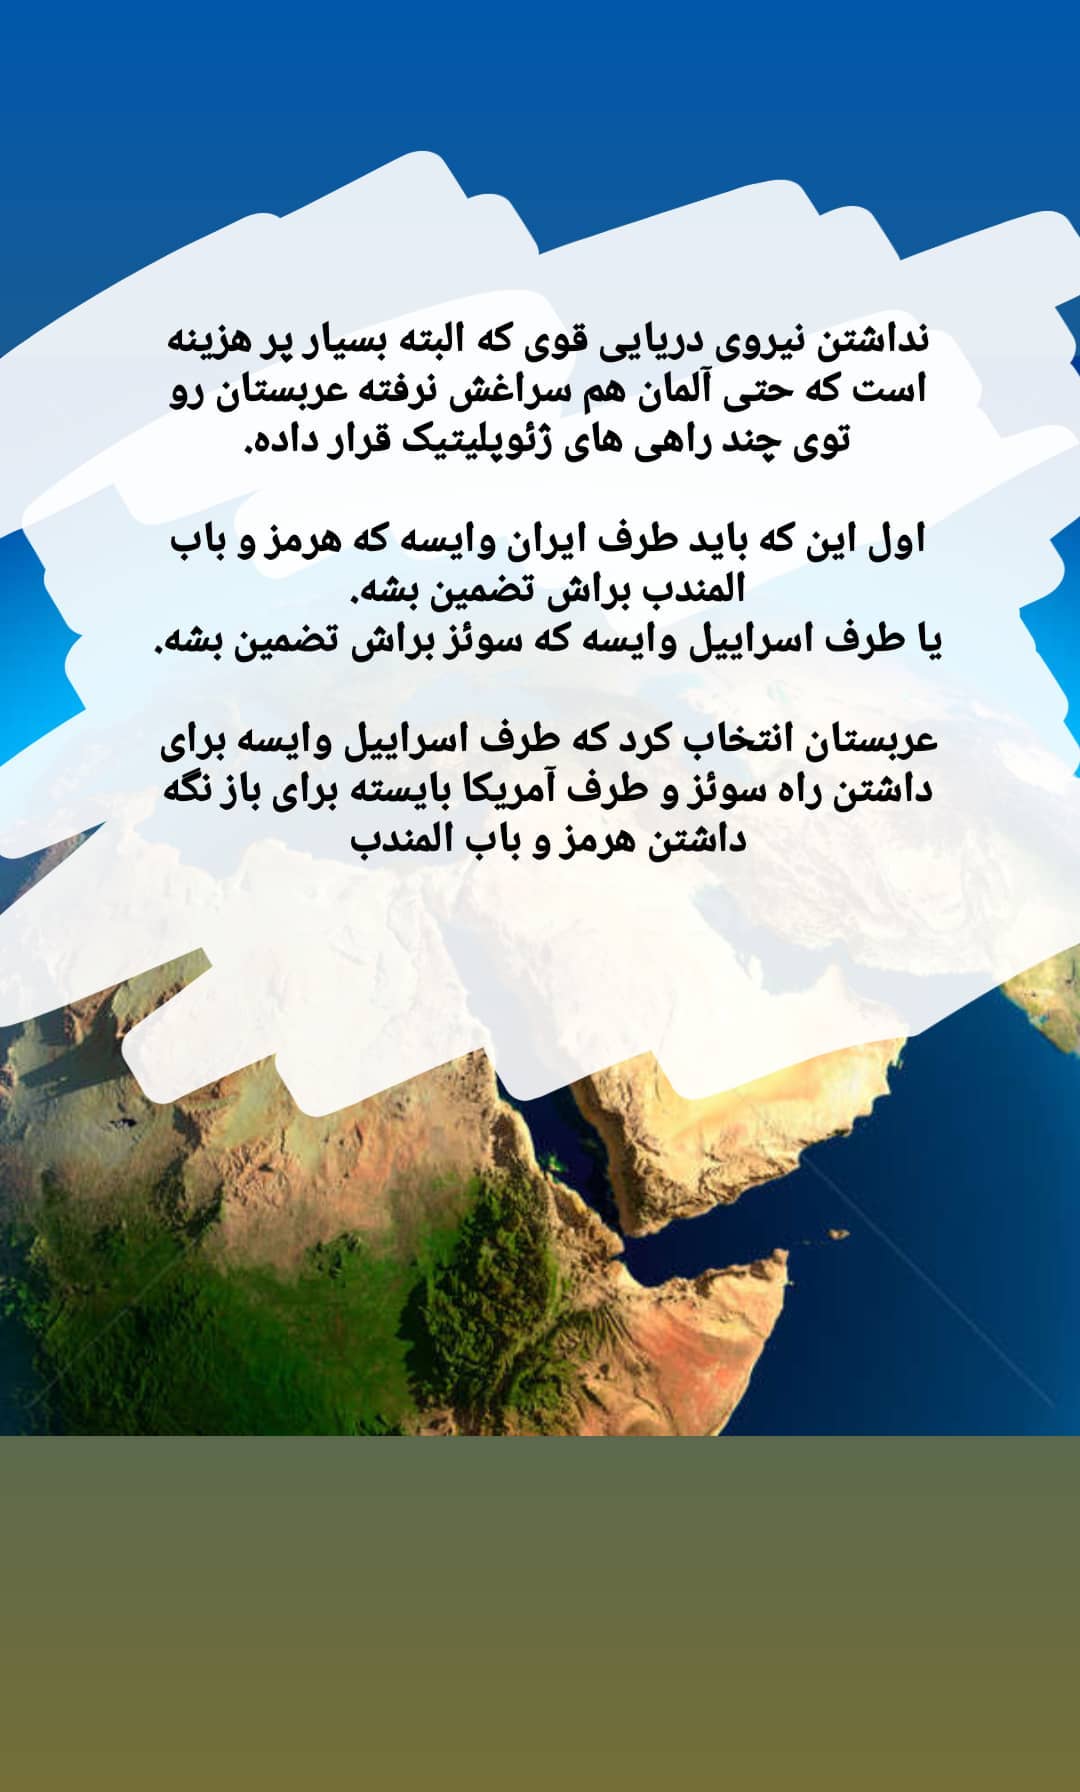 نداشتن نیروی دریایی قوی که البته بسیار پر هزینه
است که حتی آلمان هم سراغش نرفته عربستان رو
توی چند راهی های ژئوپلیتیک قرار داده.
اول این که باید طرف ایران وایسه که هرمز و باب
المندب براش تضمین بشه.
یا طرف اسراییل وایسه که سوئز براش تضمین بشه.
عربستان انتخاب کرد که طرف اسراییل وایسه برای
داشتن راه سوئز و طرف آمریکا بایسته برای باز نگه
داشتن هرمز و باب المندب